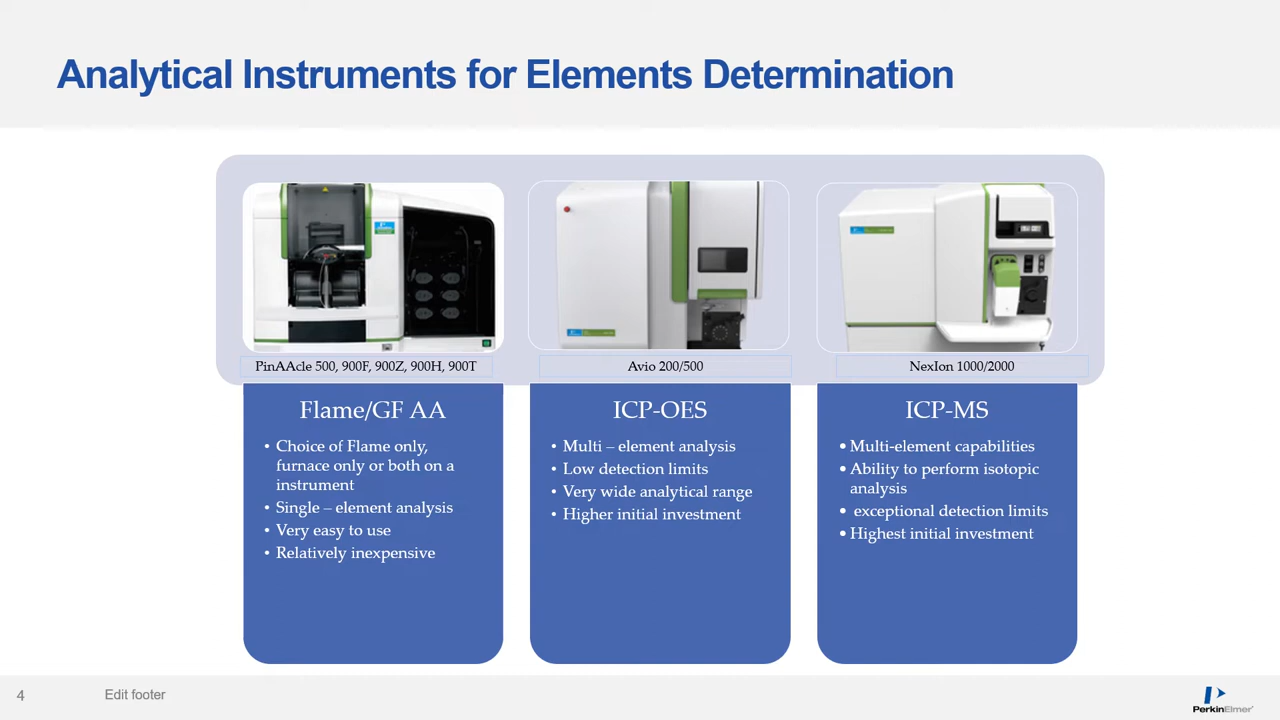 Analytical Instruments for Elements Determination
PinAAcle 500, 900F, 900Z, 900H, 900T
Avio 200/500
NexIon 1000/2000
Flame/GF AA
• Choice of Flame only,
furnace only or both on a
instrument
• Single – element analysis
• Very easy to use
• Relatively inexpensive
ICP-OES
• Multi – element analysis
• Low detection limits
• Very wide analytical range
• Higher initial investment
ICP-MS
• Multi-element capabilities
• Ability to perform isotopic
analysis
• exceptional detection limits
• Highest initial investment
4
Edit footer
PerkinElmer